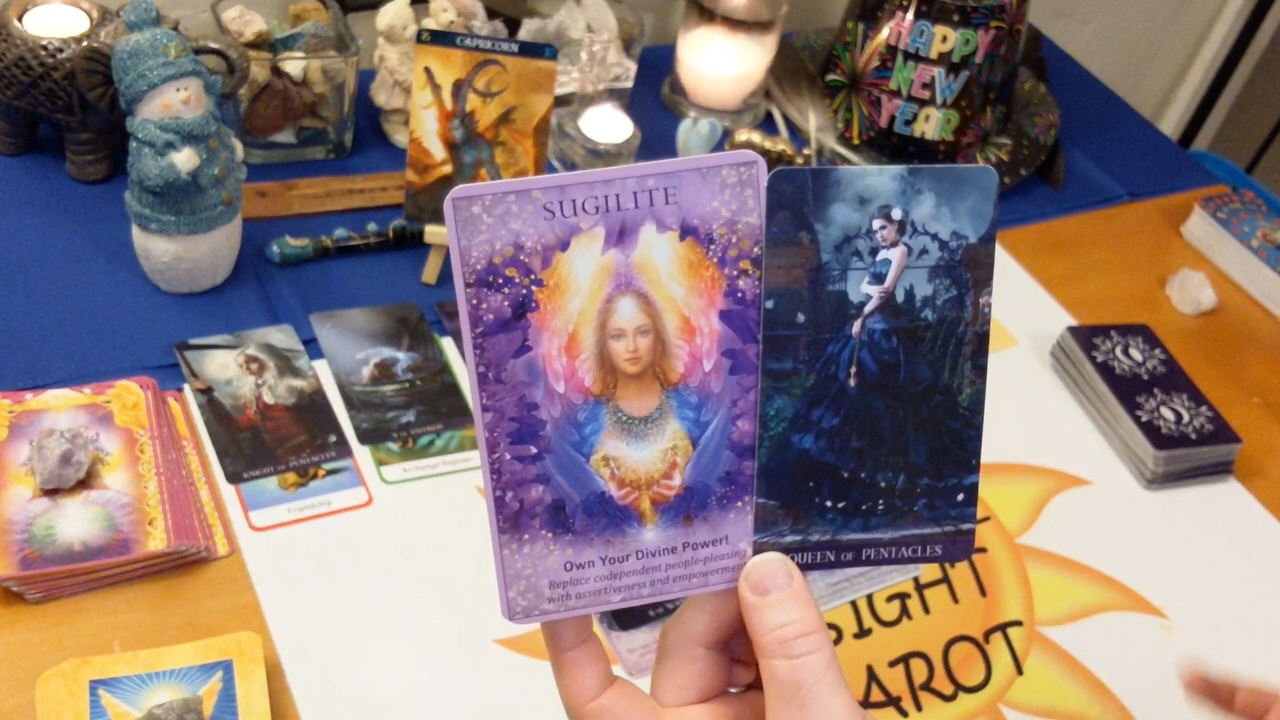 CAPRICORN
HAPPY
NEW
YEAR
SUGILITE
Own Your Divine Power!
Replace codependent people-pleasing
with assertiveness and empowerment
QUEEN OF PENTACLES
KNIGHT OF PENTACLES
Friendship
Archangel Raphael
SIGHT
TAROT